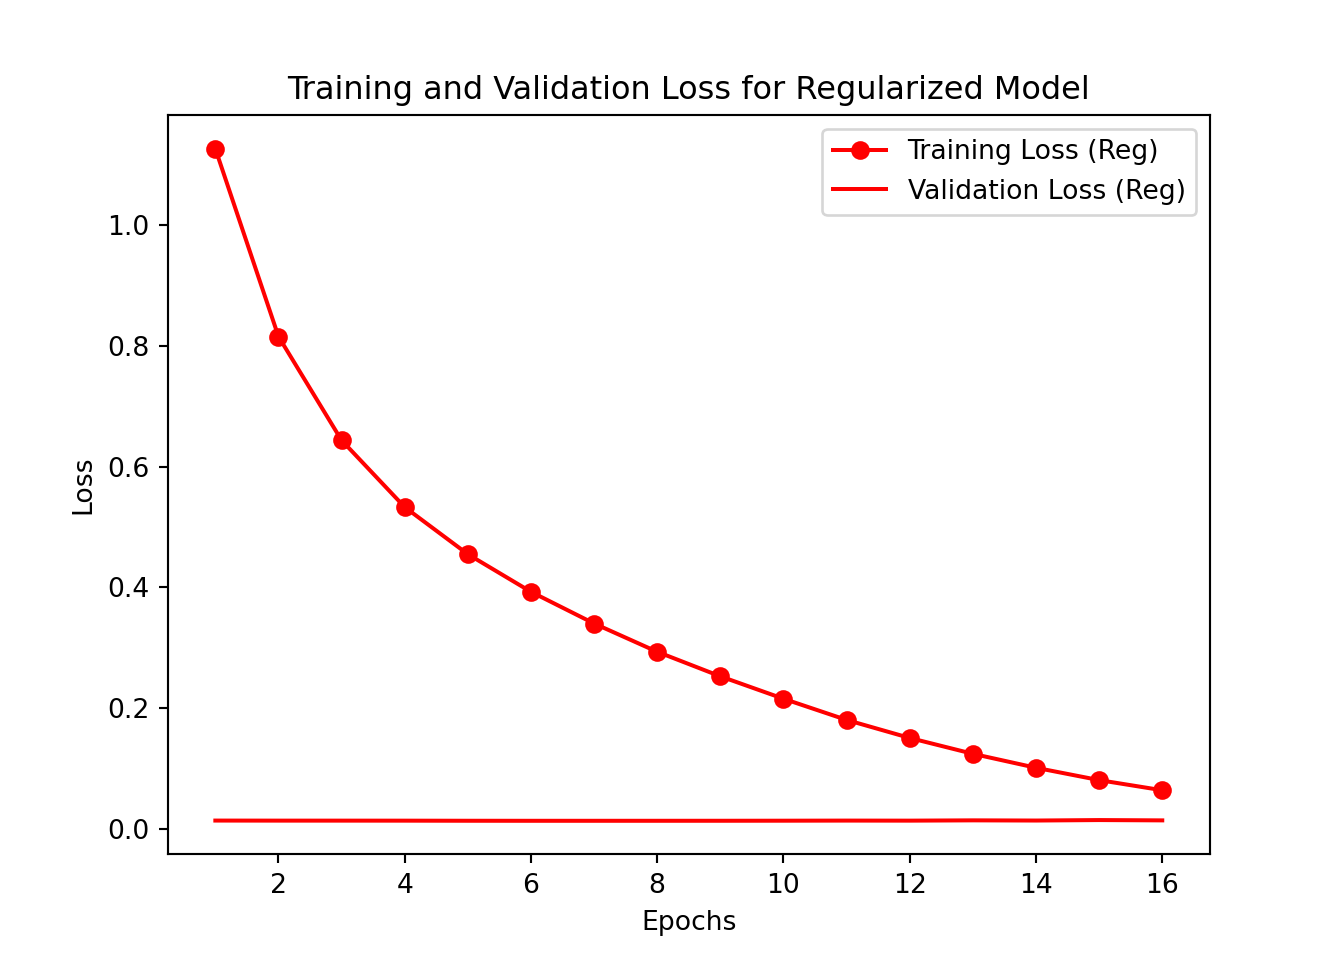 Training and Validation Loss for Regularized Model
Training Loss (Reg)
Validation Loss (Reg)
Loss
1.0
0.8
0.6
0.4
0.2
0.0
2 4 6 8 10 12 14 16
Epochs